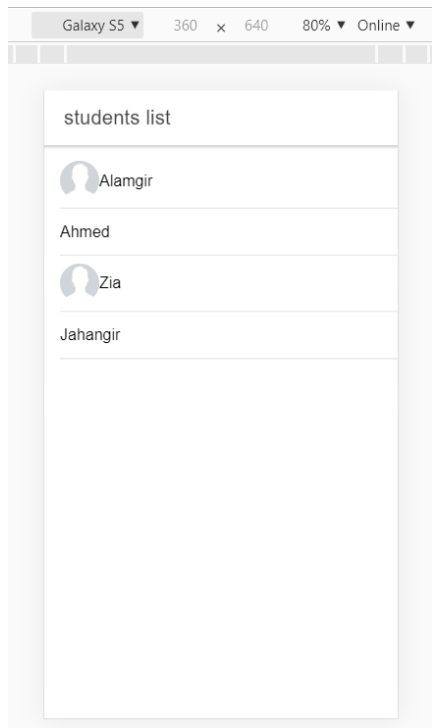 Galaxy S5 ▼ 360 × 640 80% ▼ Online ▼
students list
Alamgir
Ahmed
Zia
Jahangir